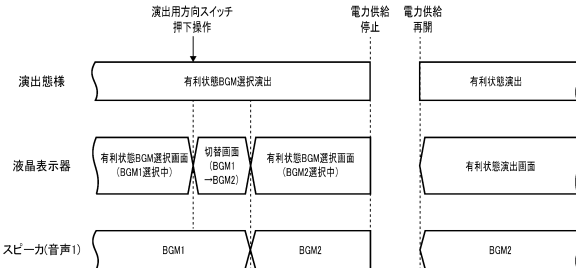 演出用方向スイッチ
押下操作
電力供給
停止
電力供給
再開
演出態様
有利状態BGM選択演出
有利状態演出
液晶表示器
有利状態BGM選択画面
(BGM1選択中)
切替画面
(BGM1
→BGM2)
有利状態BGM選択画面
(BGM2選択中)
有利状態演出画面
スピーカ(音声1)
BGM1
BGM2
BGM2